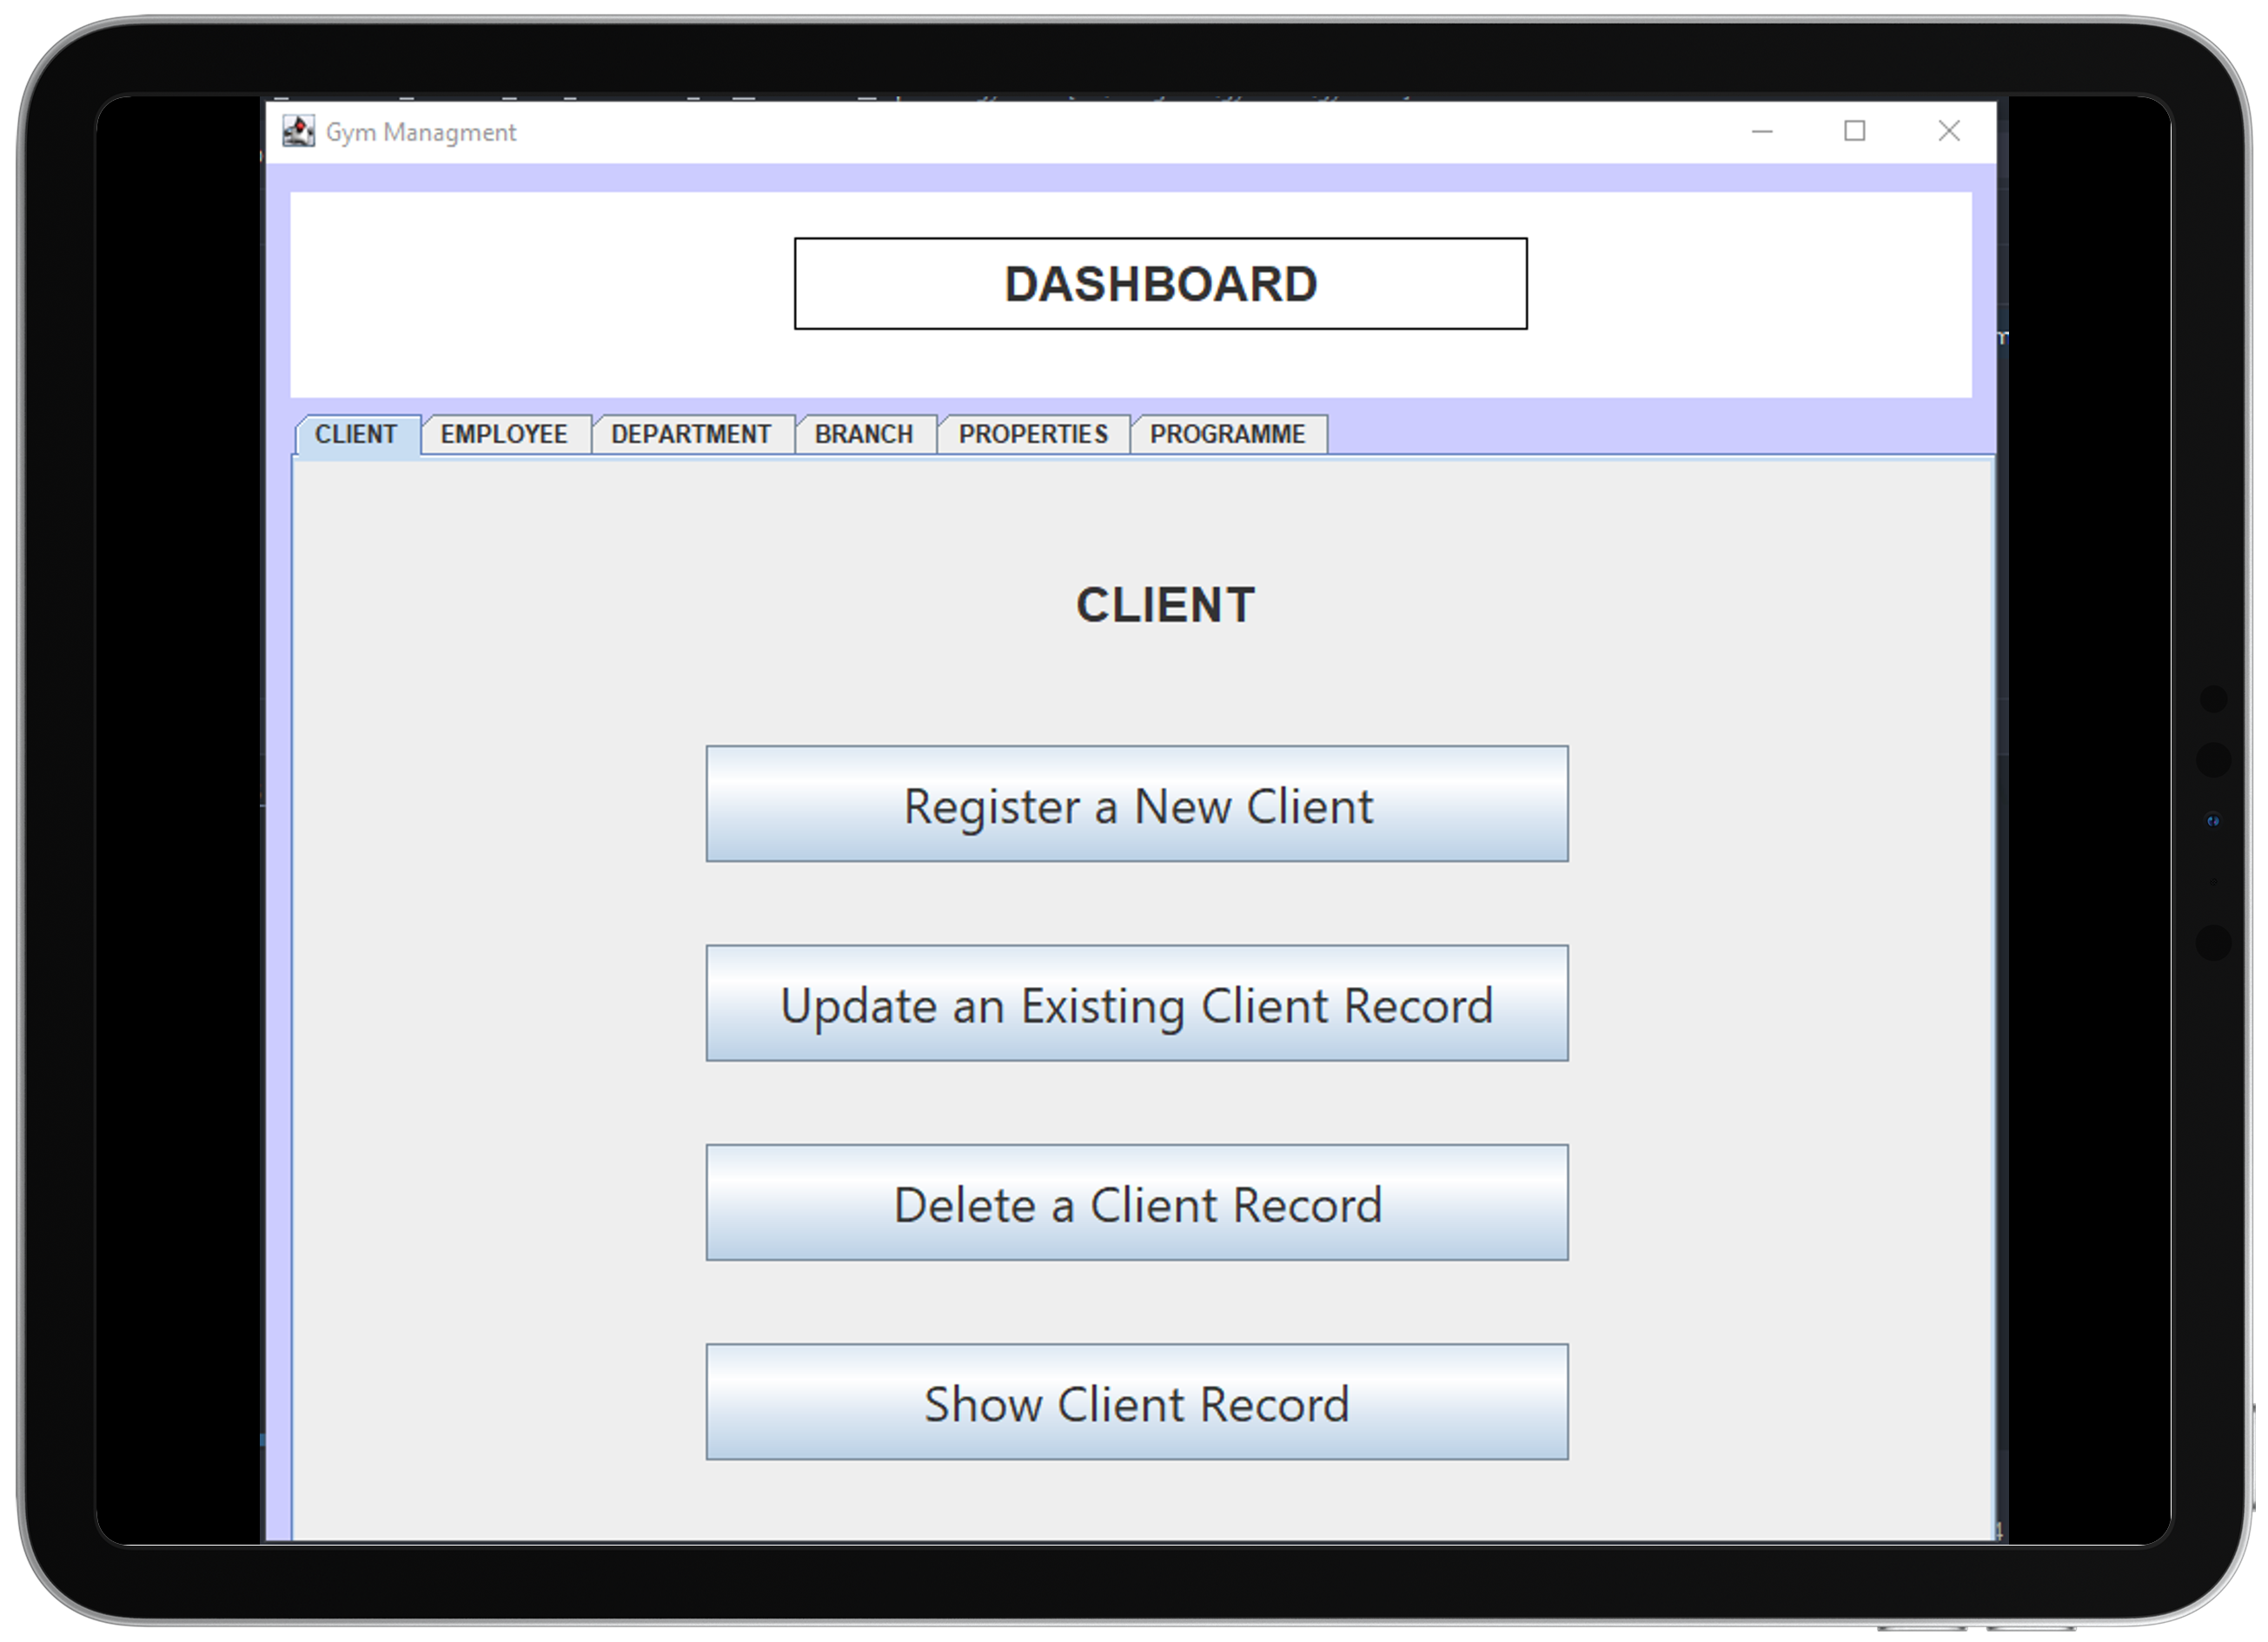 Gym Managment
DASHBOARD
CLIENT EMPLOYEE DEPARTMENT BRANCH PROPERTIES PROGRAMME
CLIENT
Register a New Client
Update an Existing Client Record
Delete a Client Record
Show Client Record